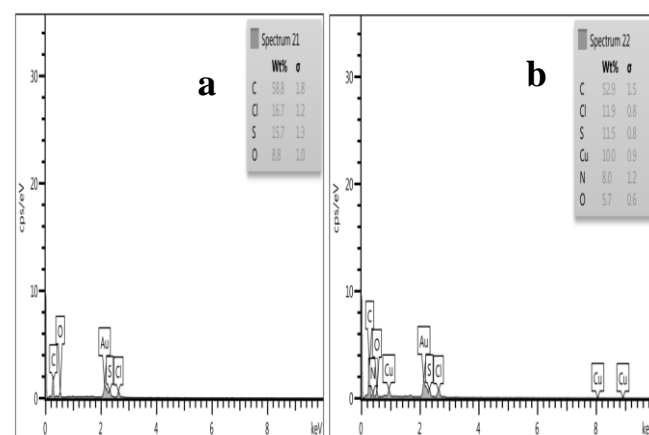 a
Spectrum 21
Wt% σ
C 58.8 1.8
Cl 16.7 1.2
S 15.7 1.3
O 8.8 1.0
30
20
10
0
cps/eV
C
O
Au
S
Cl
0 2 4 6 8 keV
b
Spectrum 22
Wt% σ
C 52.9 1.5
Cl 11.9 0.8
S 11.5 0.8
Cu 10.0 0.9
N 8.0 1.2
O 5.7 0.6
30
20
10
0
cps/eV
C
N
O
Cu
Au
S
Cl
Cu
Cu
0 2 4 6 8 ke